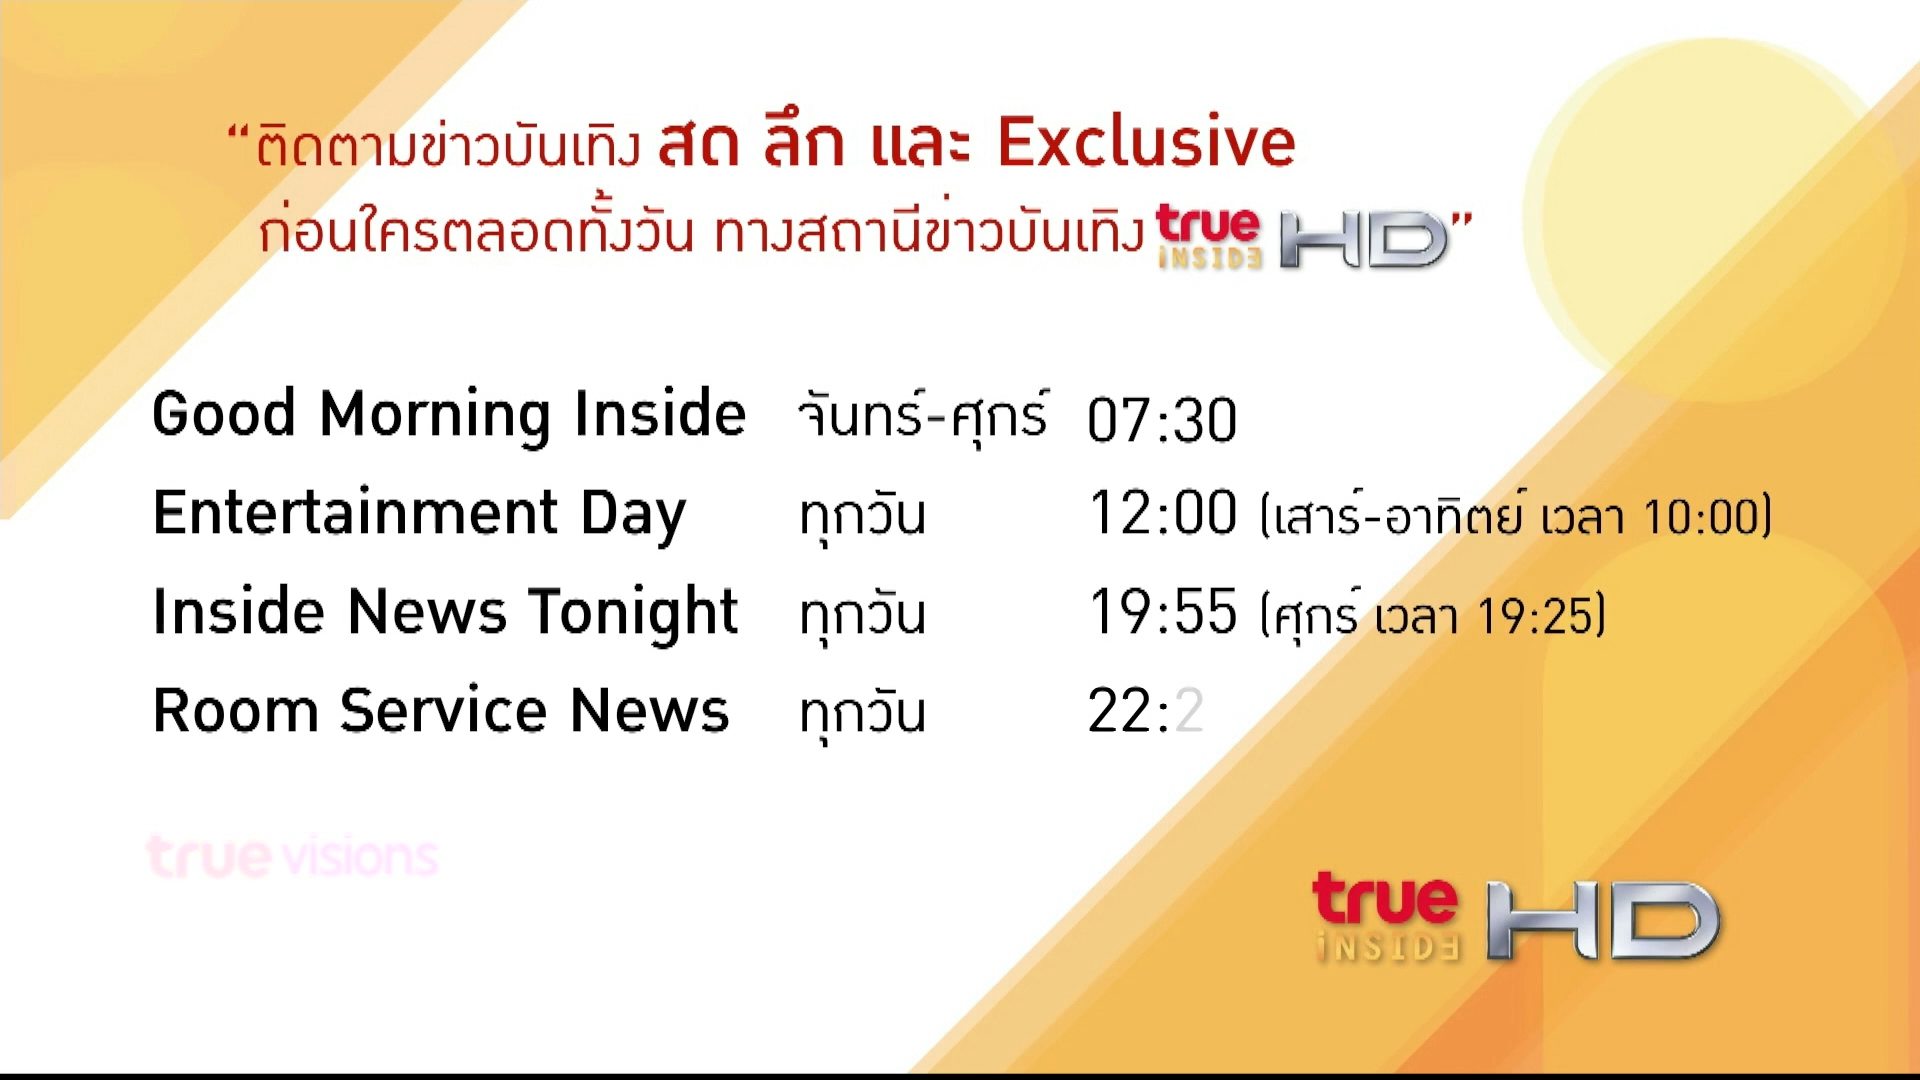 “ติดตามข่าวบันเทิง สด ลึก และ Exclusive
ก่อนใครตลอดทั้งวัน ทางสถานีข่าวบันเทิง true INSIDE HD”
Good Morning Inside จันทร์-ศุกร์ 07:30
Entertainment Day ทุกวัน 12:00 (เสาร์-อาทิตย์ เวลา 10:00)
Inside News Tonight ทุกวัน 19:55 (ศุกร์ เวลา 19:25)
Room Service News ทุกวัน 22:2
true visions
true INSIDE HD